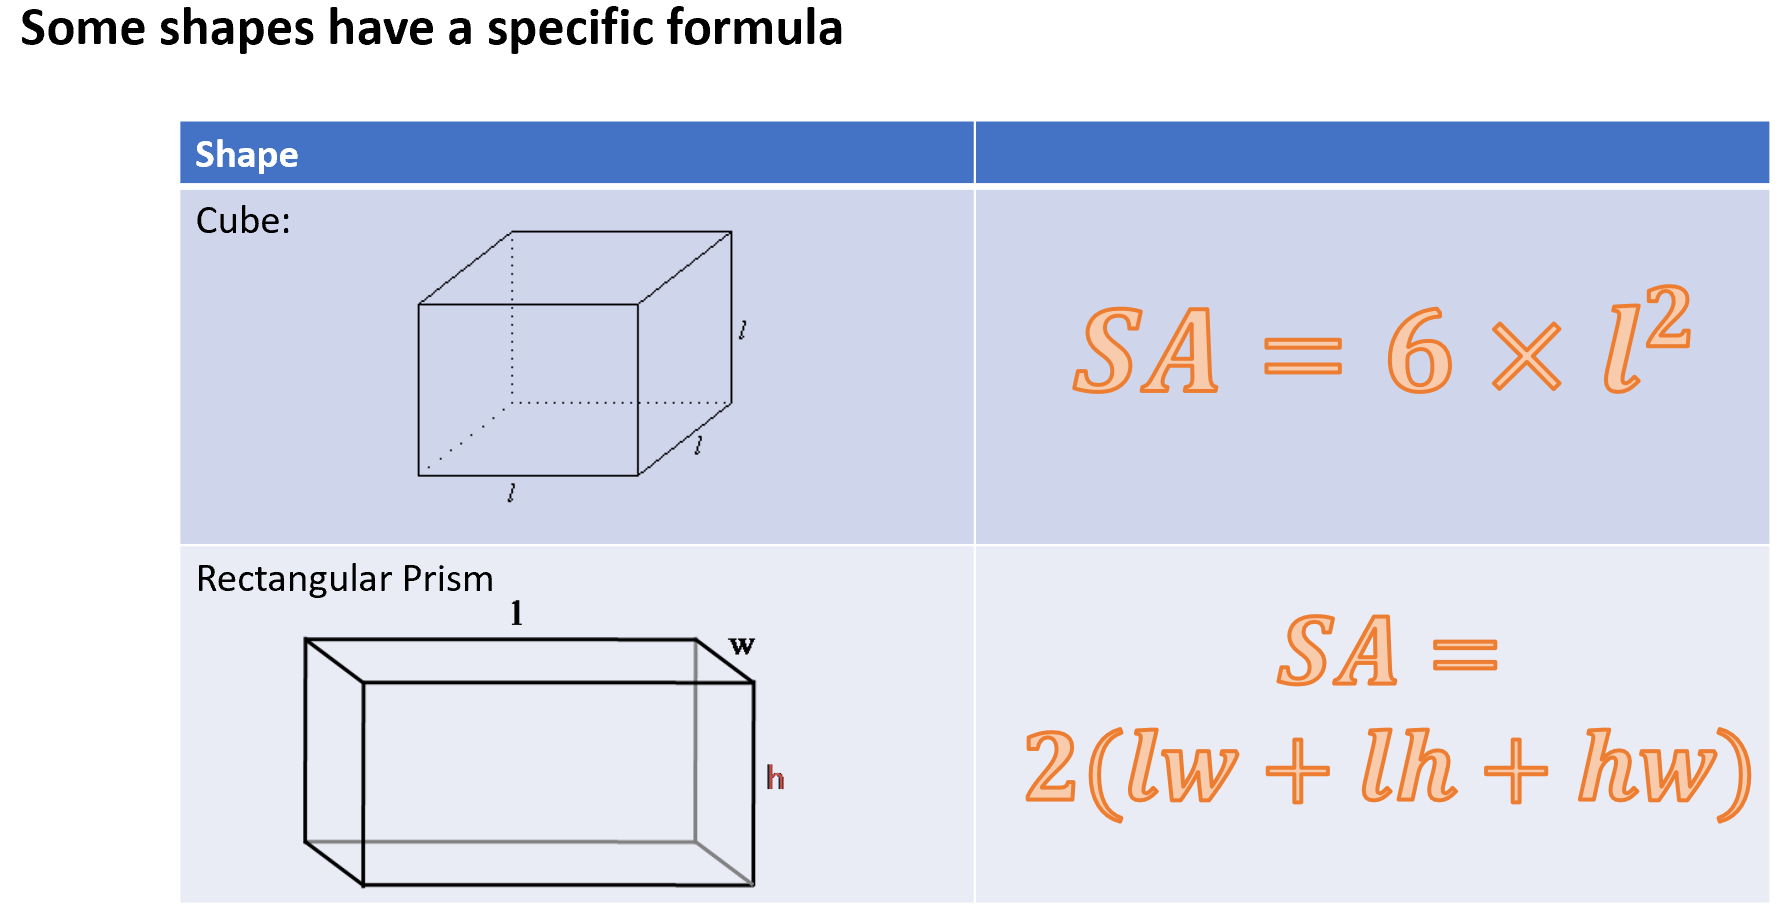 Some shapes have a specific formula
Shape
Cube:
l
l
l
SA = 6 × l²
Rectangular Prism
l
w
h
SA =
2(lw + lh + hw)